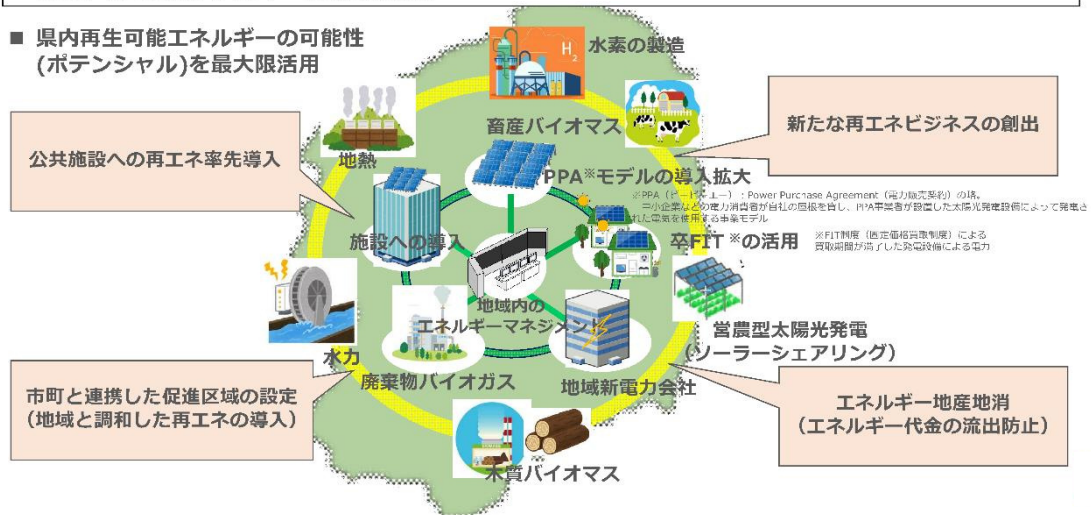 ■ 県内再生可能エネルギーの可能性
(ポテンシャル)を最大限活用
H₂
水素の製造
畜産バイオマス
新たな再エネビジネスの創出
公共施設への再エネ率先導入
地熱
PPA※モデルの導入拡大
※PPA（ピーピーエー）：Power Purchase Agreement（電力販売契約）の略。
中小企業などの電力消費者が自社の屋根を貸し、PPA事業者が設置した太陽光発電設備によって発電さ
れた電気を使用する事業モデル
施設への導入
卒FIT ※の活用
※FIT制度（固定価格買取制度）による
買取期間が満了した発電設備による電力
地域内の
エネルギーマネジメント
営農型太陽光発電
（ソーラーシェアリング）
水力
廃棄物バイオガス
地域新電力会社
市町と連携した促進区域の設定
（地域と調和した再エネの導入）
エネルギー地産地消
（エネルギー代金の流出防止）
木質バイオマス